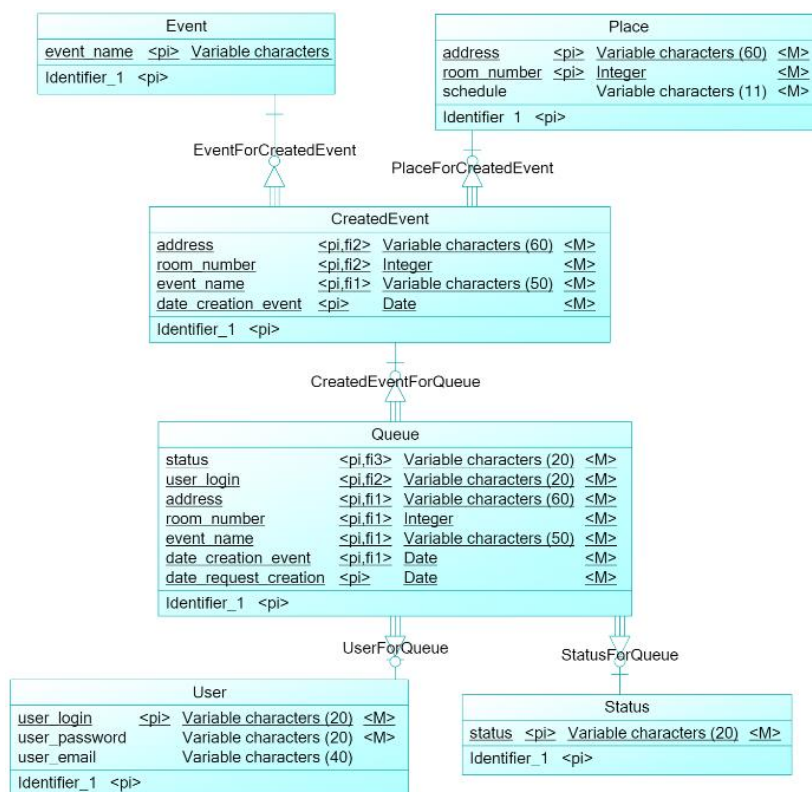 Event
event_name <pi> Variable characters
Identifier_1 <pi>
Place
address <pi> Variable characters (60) <M>
room_number <pi> Integer <M>
schedule Variable characters (11) <M>
Identifier_1 <pi>
EventForCreatedEvent
PlaceForCreatedEvent
CreatedEvent
address <pi,fi2> Variable characters (60) <M>
room_number <pi,fi2> Integer <M>
event_name <pi,fi1> Variable characters (50) <M>
date_creation_event <pi> Date <M>
Identifier_1 <pi>
CreatedEventForQueue
Queue
status <pi,fi3> Variable characters (20) <M>
user_login <pi,fi2> Variable characters (20) <M>
address <pi,fi1> Variable characters (60) <M>
room_number <pi,fi1> Integer <M>
event_name <pi,fi1> Variable characters (50) <M>
date_creation_event <pi,fi1> Date <M>
date_request_creation <pi> Date <M>
Identifier_1 <pi>
UserForQueue
StatusForQueue
User
user_login <pi> Variable characters (20) <M>
user_password Variable characters (20) <M>
user_email Variable characters (40)
Identifier_1 <pi>
Status
status <pi> Variable characters (20) <M>
Identifier_1 <pi>